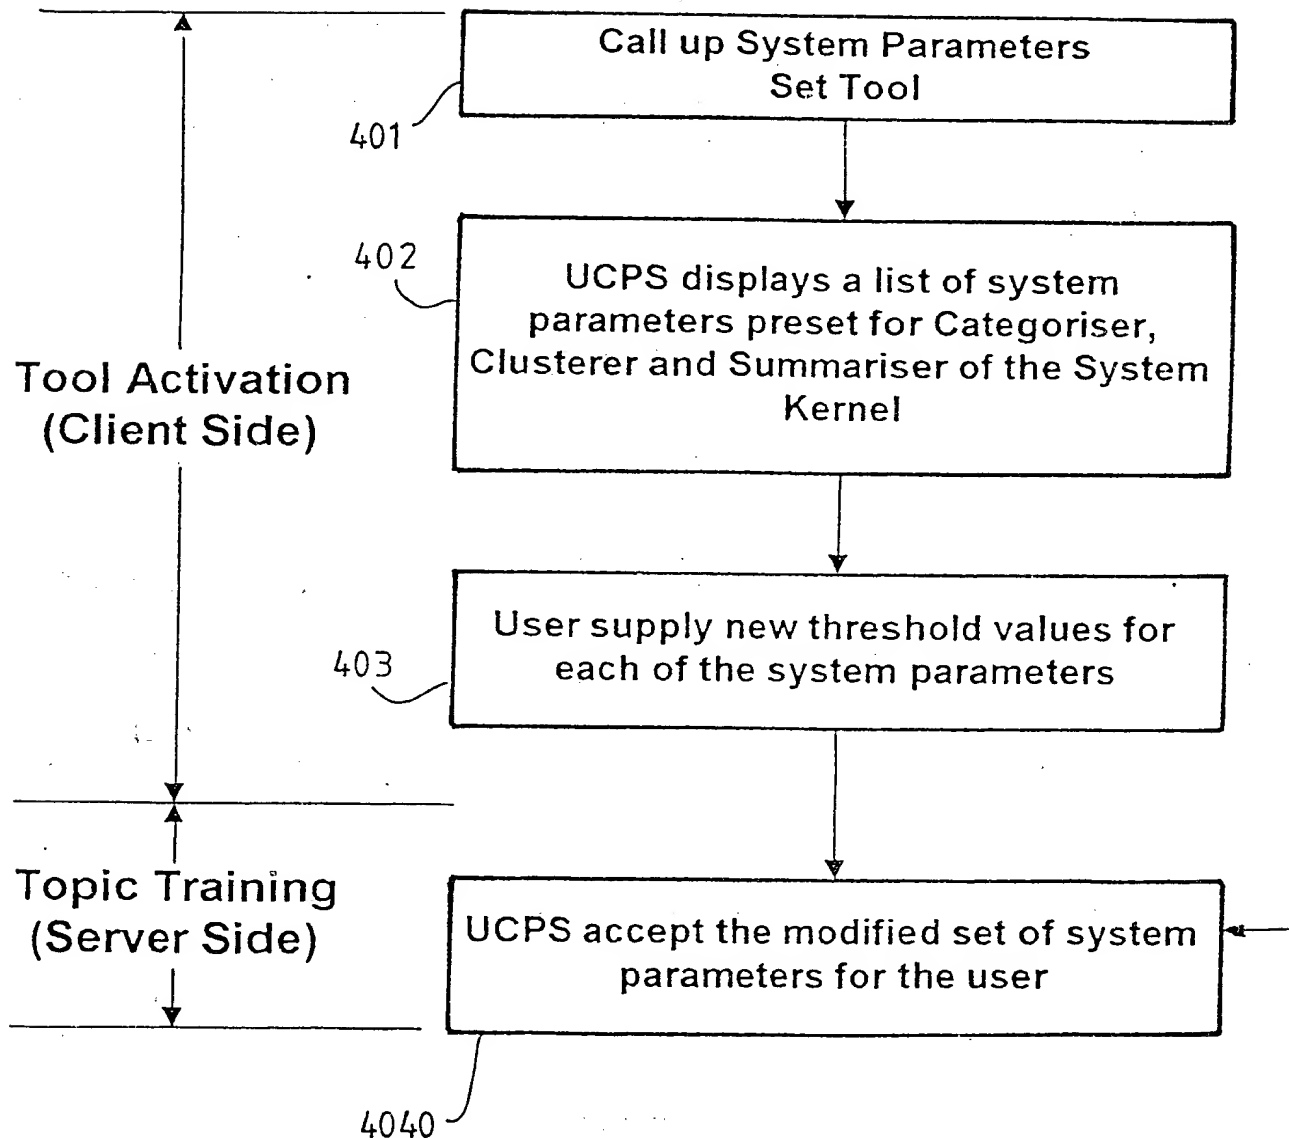 Call up System Parameters
Set Tool
401
402
UCPS displays a list of system
parameters preset for Categoriser,
Clusterer and Summariser of the System
Kernel
Tool Activation
(Client Side)
User supply new threshold values for
each of the system parameters
403
Topic Training
(Server Side)
UCPS accept the modified set of system
parameters for the user
4040